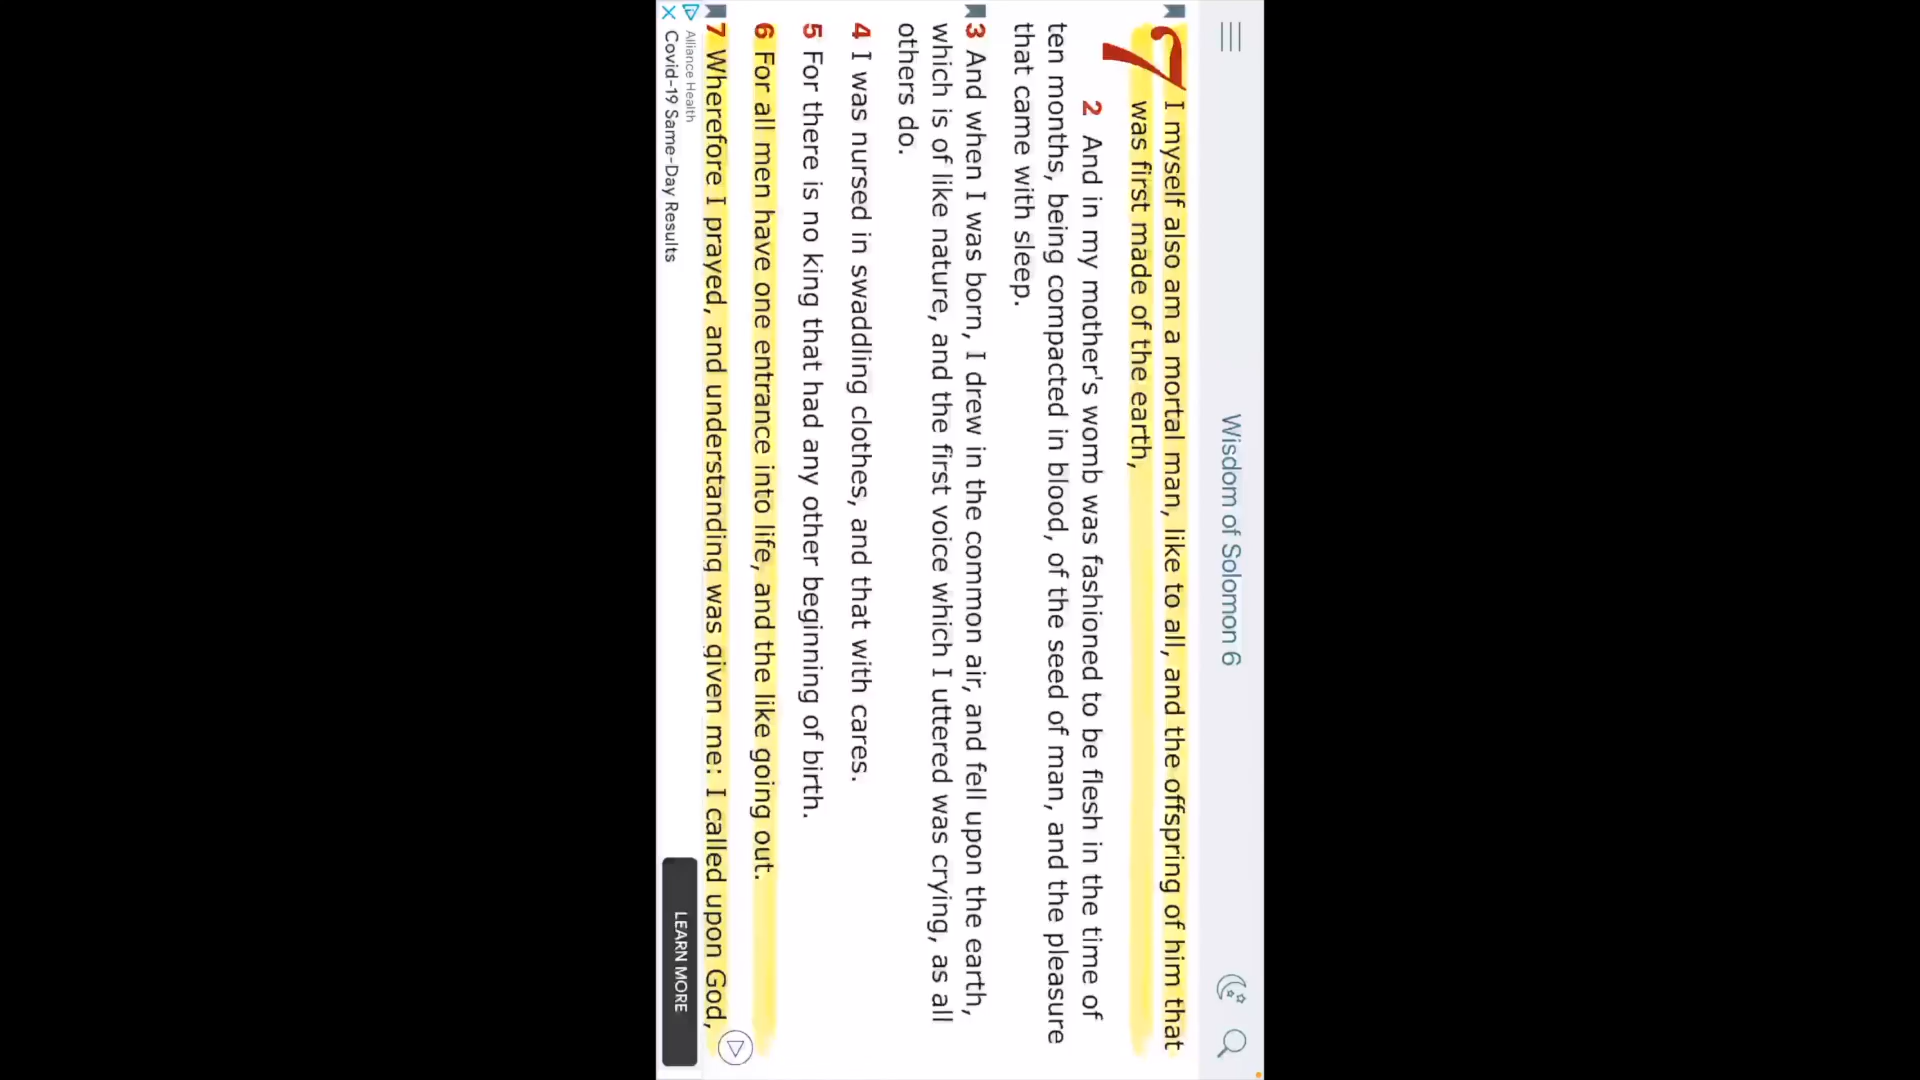 Wisdom of Solomon 6
7 I myself also am a mortal man, like to all, and the offspring of him that
was first made of the earth,
2 And in my mother's womb was fashioned to be flesh in the time of
ten months, being compacted in blood, of the seed of man, and the pleasure
that came with sleep.
3 And when I was born, I drew in the common air, and fell upon the earth,
which is of like nature, and the first voice which I uttered was crying, as all
others do.
4 I was nursed in swaddling clothes, and that with cares.
5 For there is no king that had any other beginning of birth.
6 For all men have one entrance into life, and the like going out.
7 Wherefore I prayed, and understanding was given me: I called upon God,
Alliance Health
Covid-19 Same-Day Results
LEARN MORE